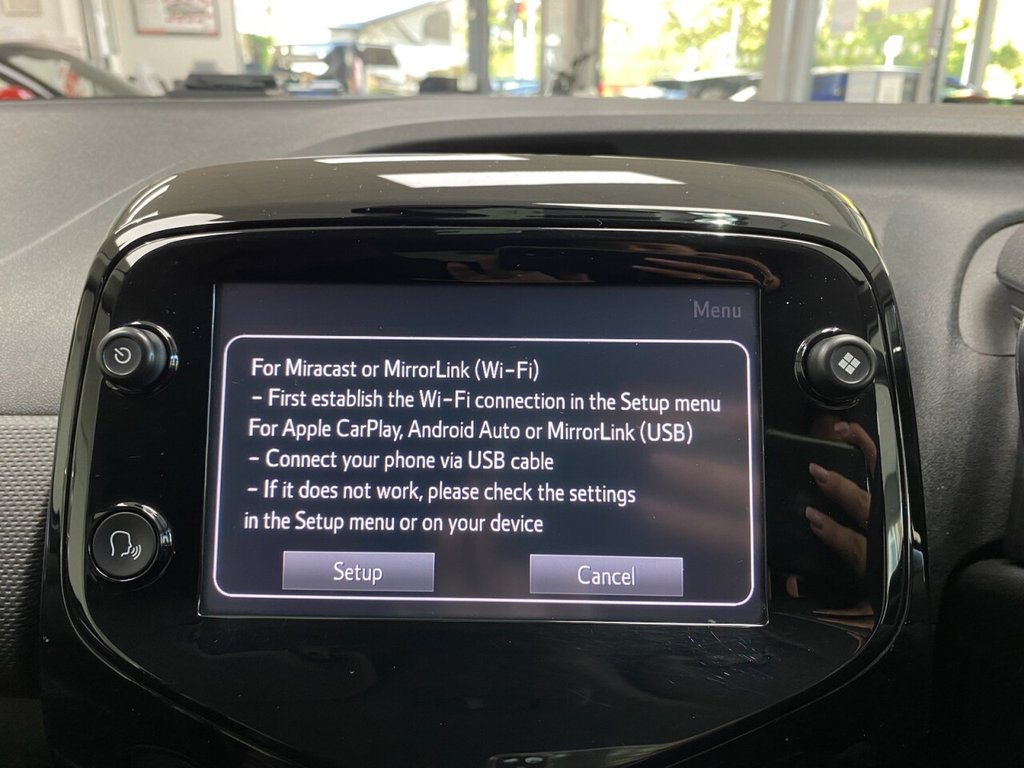 Menu
For Miracast or MirrorLink (Wi-Fi)
- First establish the Wi-Fi connection in the Setup menu
For Apple CarPlay, Android Auto or MirrorLink (USB)
- Connect your phone via USB cable
- If it does not work, please check the settings
in the Setup menu or on your device
Setup
Cancel